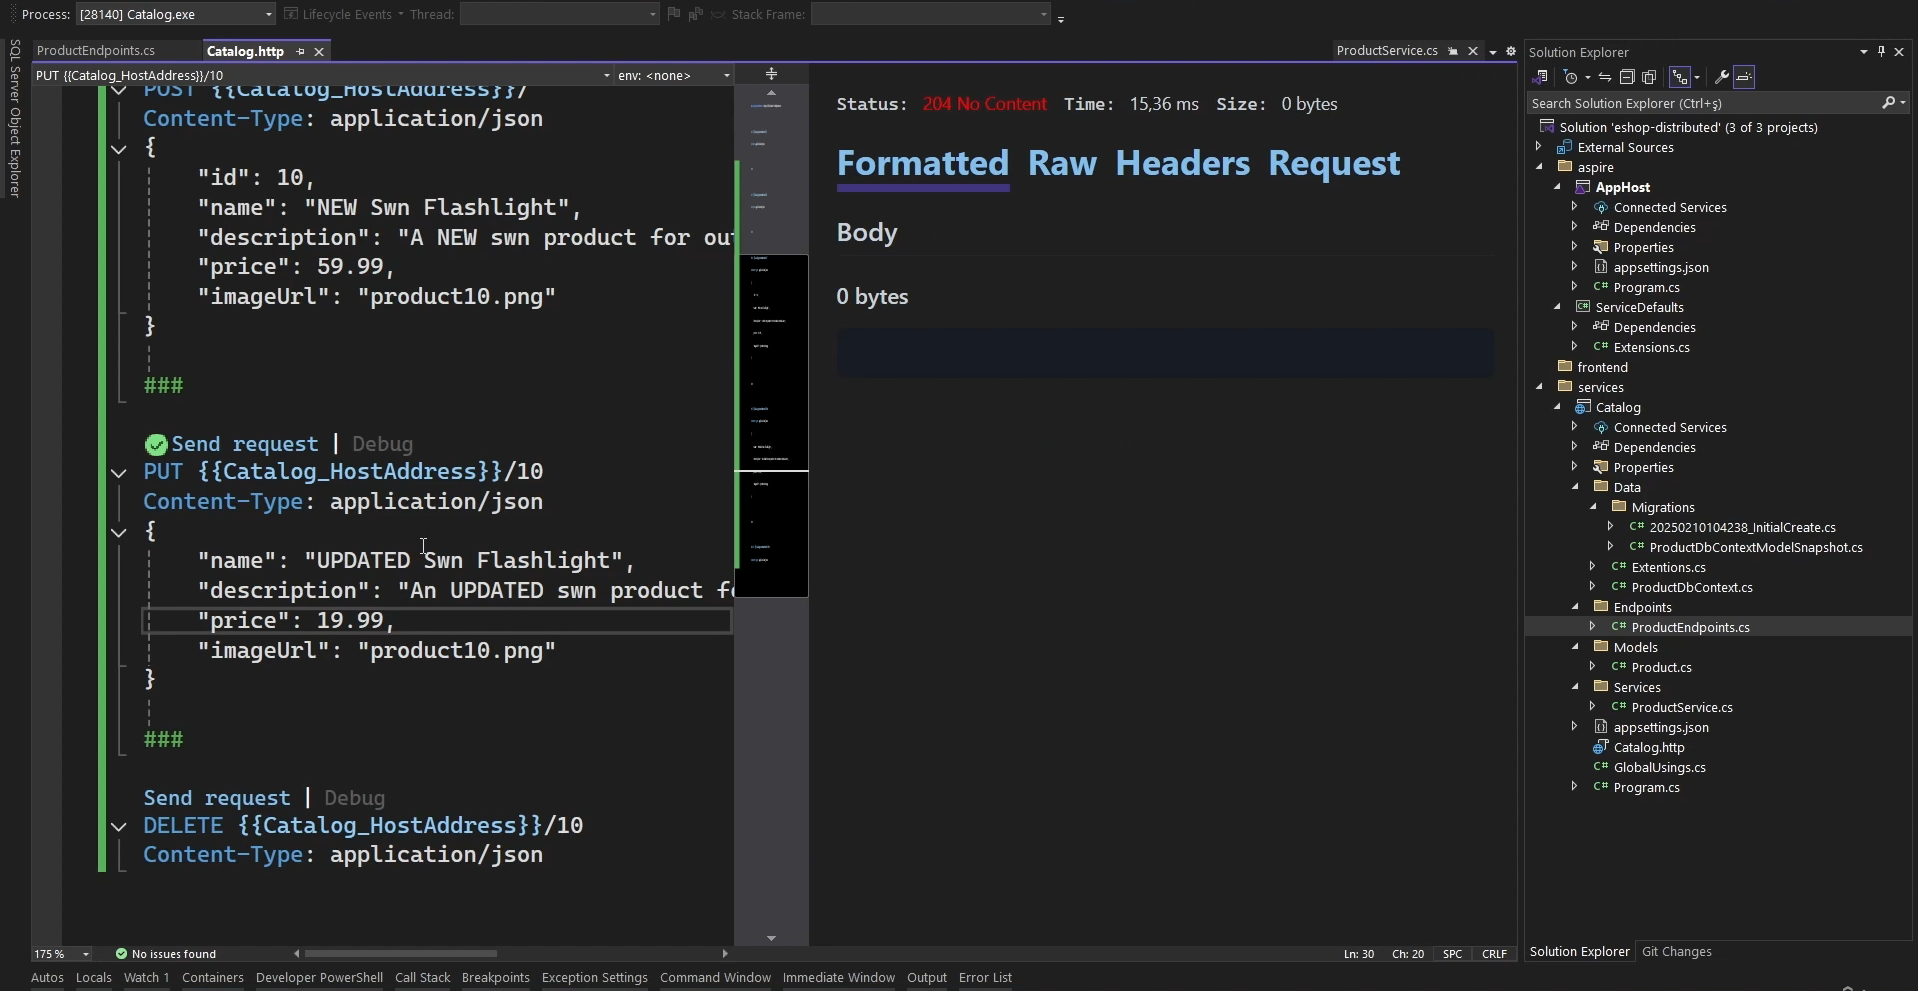 Process: [28140] Catalog.exe Lifecycle Events Thread: Stack Frame:
SQL Server Object Explorer
ProductEndpoints.cs Catalog.http ProductService.cs
PUT {{Catalog_HostAddress}}/10 env: <none>
POST {{Catalog_HostAddress}}/
Content-Type: application/json
{
"id": 10,
"name": "NEW Swn Flashlight",
"description": "A NEW swn product for ou
"price": 59.99,
"imageUrl": "product10.png"
}
###
Send request | Debug
PUT {{Catalog_HostAddress}}/10
Content-Type: application/json
{
"name": "UPDATED Swn Flashlight",
"description": "An UPDATED swn product f
"price": 19.99,
"imageUrl": "product10.png"
}
###
Send request | Debug
DELETE {{Catalog_HostAddress}}/10
Content-Type: application/json
Status: 204 No Content Time: 15,36 ms Size: 0 bytes
Formatted Raw Headers Request
Body
0 bytes
Solution Explorer
Search Solution Explorer (Ctrl+ş)
Solution 'eshop-distributed' (3 of 3 projects)
External Sources
aspire
AppHost
Connected Services
Dependencies
Properties
appsettings.json
C# Program.cs
ServiceDefaults
Dependencies
C# Extensions.cs
frontend
services
Catalog
Connected Services
Dependencies
Properties
Data
Migrations
C# 20250210104238_InitialCreate.cs
C# ProductDbContextModelSnapshot.cs
C# Extentions.cs
C# ProductDbContext.cs
Endpoints
C# ProductEndpoints.cs
Models
C# Product.cs
Services
C# ProductService.cs
appsettings.json
Catalog.http
C# GlobalUsings.cs
C# Program.cs
175 % No issues found Ln: 30 Ch: 20 SPC CRLF
Solution Explorer Git Changes
Autos Locals Watch 1 Containers Developer PowerShell Call Stack Breakpoints Exception Settings Command Window Immediate Window Output Error List